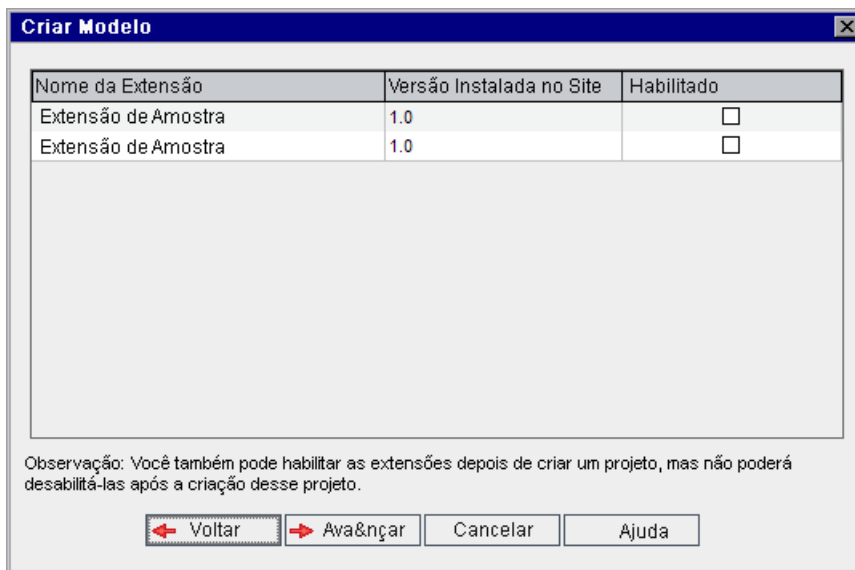 Criar Modelo
Nome da Extensão Versão Instalada no Site Habilitado
Extensão de Amostra 1.0
Extensão de Amostra 1.0
Observação: Você também pode habilitar as extensões depois de criar um projeto, mas não poderá
desabilitá-las após a criação desse projeto.
Voltar Ava&nçar Cancelar Ajuda